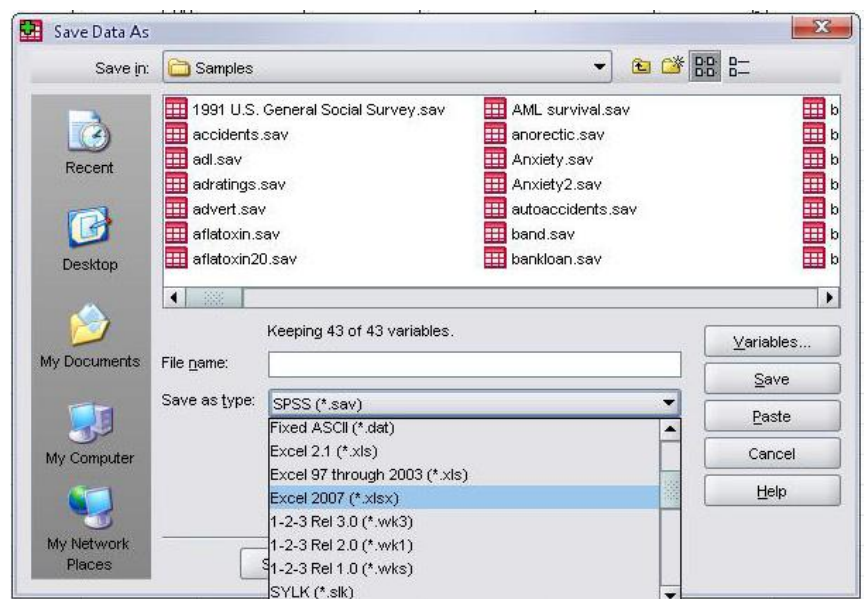 Save Data As
Save in: Samples
1991 U.S. General Social Survey.sav
accidents.sav
adl.sav
adratings.sav
advert.sav
aflatoxin.sav
aflatoxin20.sav
AML survival.sav
anorectic.sav
Anxiety.sav
Anxiety2.sav
autoaccidents.sav
band.sav
bankloan.sav
b
b
b
b
b
b
b
Recent
Desktop
My Documents
My Computer
My Network
Places
Keeping 43 of 43 variables.
File name:
Save as type: SPSS (*.sav)
Fixed ASCII (*.dat)
Excel 2.1 (*.xls)
Excel 97 through 2003 (*.xls)
Excel 2007 (*.xlsx)
1-2-3 Rel 3.0 (*.wk3)
1-2-3 Rel 2.0 (*.wk1)
1-2-3 Rel 1.0 (*.wks)
SYLK (*.slk)
Variables...
Save
Paste
Cancel
Help